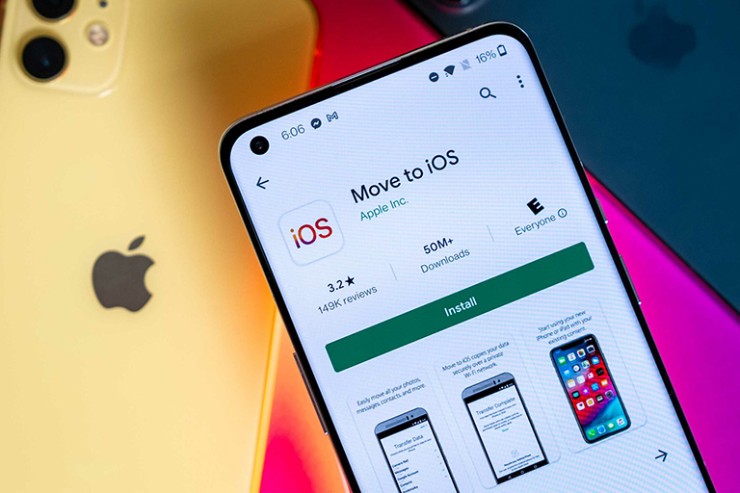 6:06
16%
Move to iOS
Apple Inc.
iOS
3.2★
149K reviews
50M+
Downloads
E
Everyone
Install
Easily move all your photos,
messages, contacts, and more.
Move to iOS copies your data
securely over a private
Wi-Fi network.
Start using your new
iPhone or iPad with your
existing content.
Transfer Data
Transfer Complete